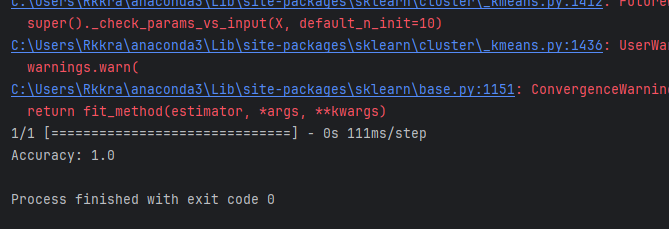 C:\Users\Rkkra\anaconda3\Lib\site-packages\sklearn\cluster\_kmeans.py:1412: Future
super()._check_params_vs_input(X, default_n_init=10)
C:\Users\Rkkra\anaconda3\Lib\site-packages\sklearn\cluster\_kmeans.py:1436: UserWar
warnings.warn(
C:\Users\Rkkra\anaconda3\Lib\site-packages\sklearn\base.py:1151: ConvergenceWarning
return fit_method(estimator, *args, **kwargs)
1/1 [==============================] - 0s 111ms/step
Accuracy: 1.0
Process finished with exit code 0